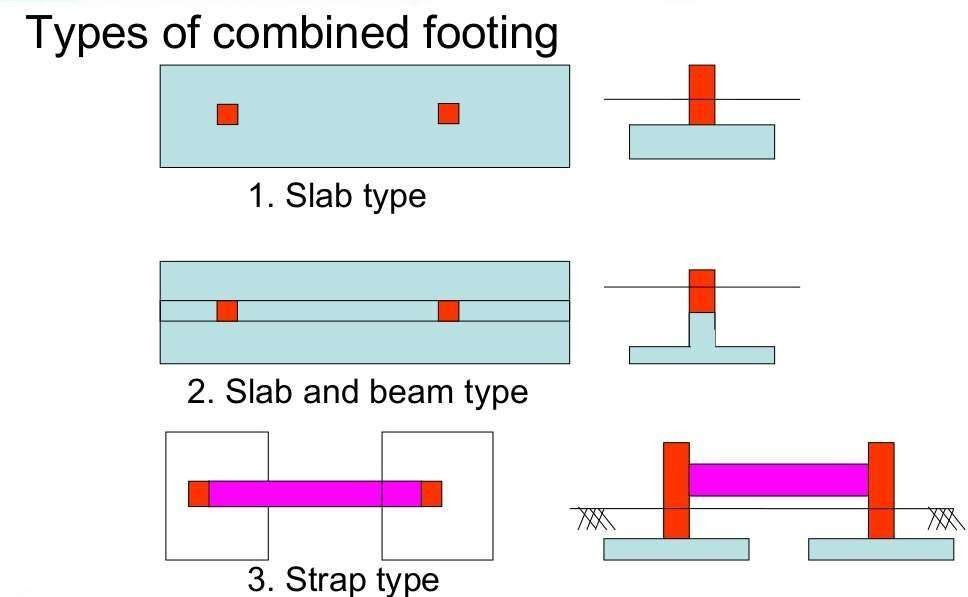 Types of combined footing
1. Slab type
2. Slab and beam type
3. Strap type